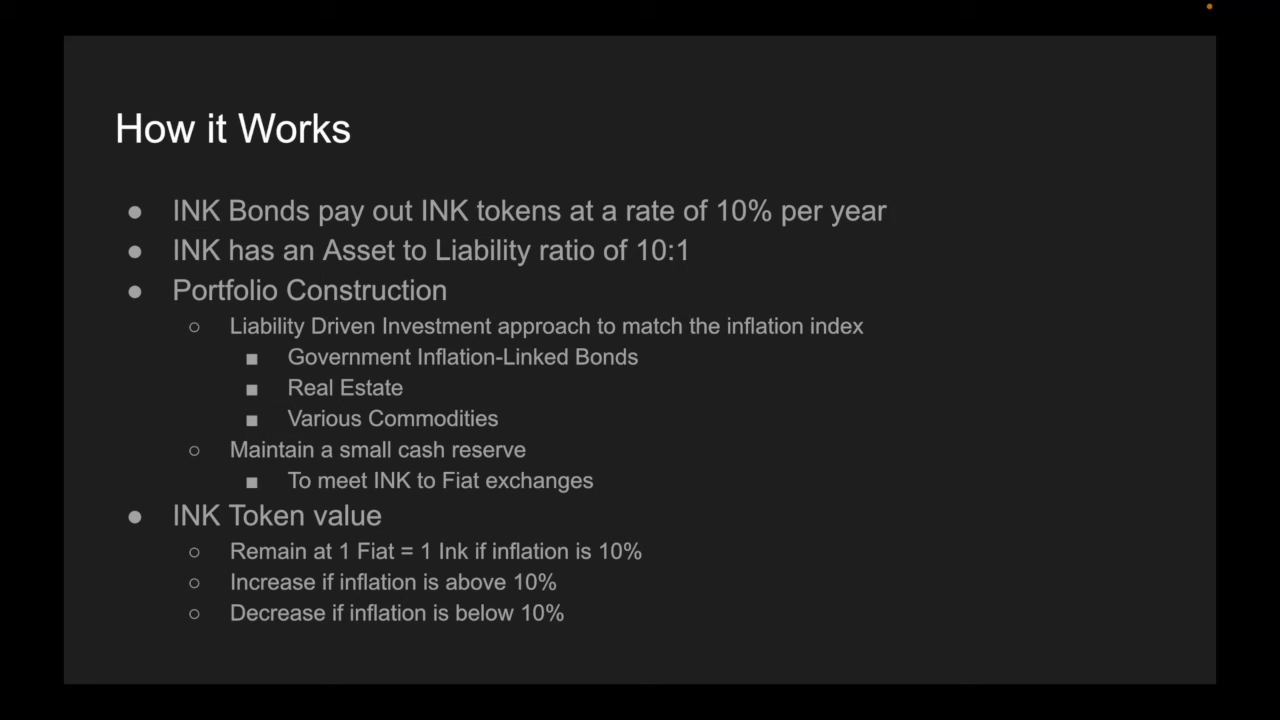 How it Works
● INK Bonds pay out INK tokens at a rate of 10% per year
● INK has an Asset to Liability ratio of 10:1
● Portfolio Construction
○ Liability Driven Investment approach to match the inflation index
■ Government Inflation-Linked Bonds
■ Real Estate
■ Various Commodities
○ Maintain a small cash reserve
■ To meet INK to Fiat exchanges
● INK Token value
○ Remain at 1 Fiat = 1 Ink if inflation is 10%
○ Increase if inflation is above 10%
○ Decrease if inflation is below 10%